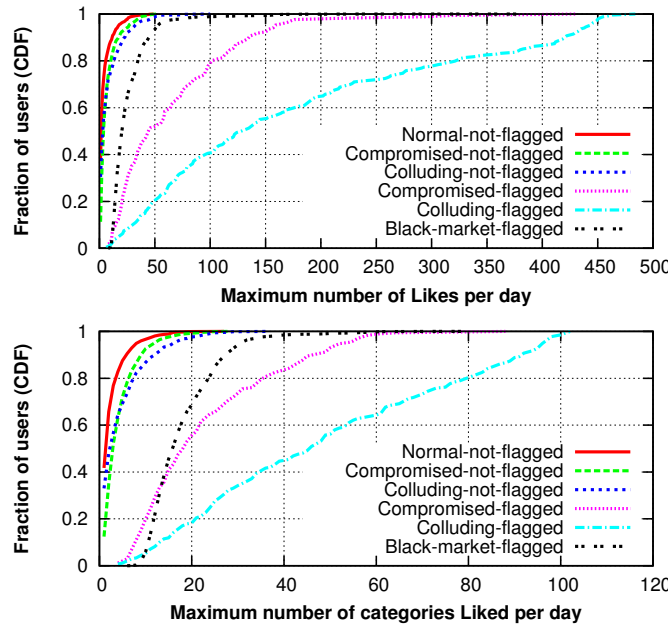 Fraction of users (CDF)
1
0.8
0.6
0.4
0.2
0
Normal-not-flagged
Compromised-not-flagged
Colluding-not-flagged
Compromised-flagged
Colluding-flagged
Black-market-flagged
0 50 100 150 200 250 300 350 400 450 500
Maximum number of Likes per day
Fraction of users (CDF)
1
0.8
0.6
0.4
0.2
0
Normal-not-flagged
Compromised-not-flagged
Colluding-not-flagged
Compromised-flagged
Colluding-flagged
Black-market-flagged
0 20 40 60 80 100 120
Maximum number of categories Liked per day